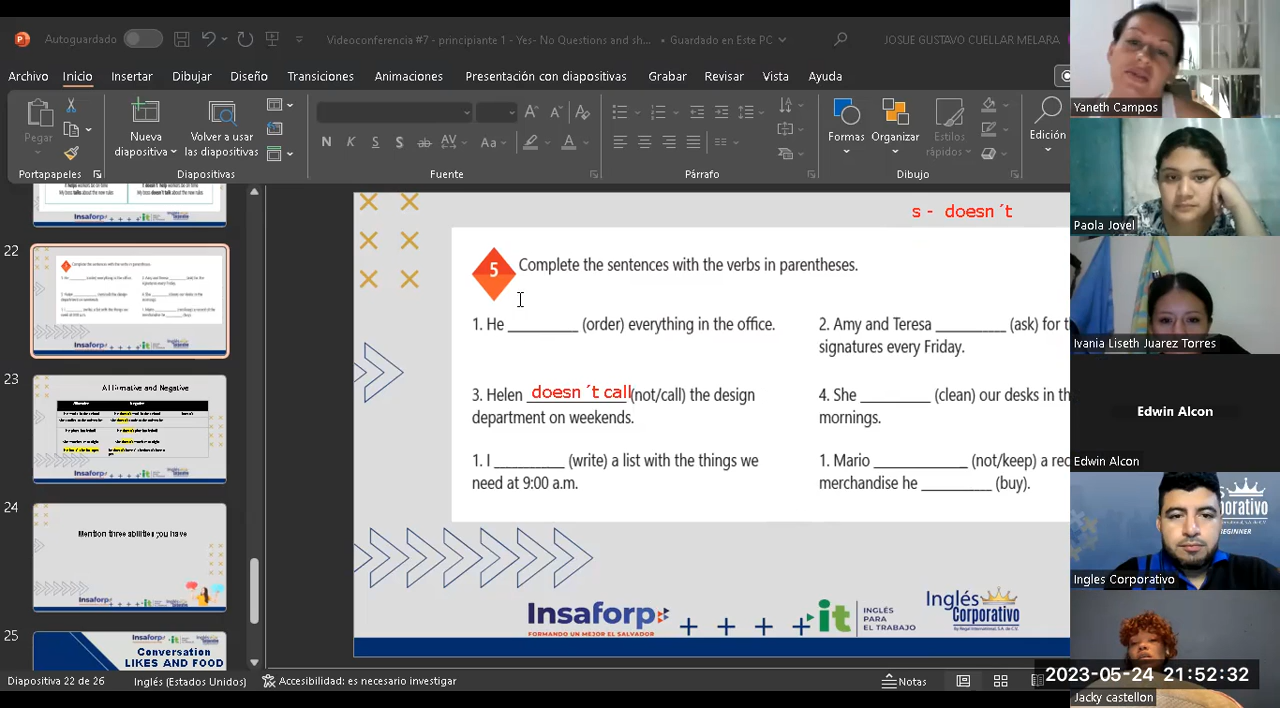 Autoguardado
Videoconferencia #7 - principiante 1 - Yes- No Questions and sh... • Guardado en Este PC
JOSUE GUSTAVO CUELLAR MELARA
Archivo Inicio Insertar Dibujar Diseño Transiciones Animaciones Presentación con diapositivas Grabar Revisar Vista Ayuda
Pegar
Nueva diapositiva
Volver a usar las diapositivas
N K S S ab AV Aa A
Formas
Organizar
Estilos rápidos
Edición
Portapapeles Diapositivas Fuente Párrafo Dibujo
22
23
Affirmative and Negative
24
Mention three abilities you have
25
Conversation
LIKES AND FOOD
s - doesn´t
5
Complete the sentences with the verbs in parentheses.
1. He __________ (order) everything in the office.
2. Amy and Teresa __________ (ask) for t
signatures every Friday.
3. Helen doesn´t call (not/call) the design
department on weekends.
4. She __________ (clean) our desks in th
mornings.
1. I __________ (write) a list with the things we
need at 9:00 a.m.
1. Mario _____________ (not/keep) a rec
merchandise he __________ (buy).
Insaforp
FORMANDO UN MEJOR EL SALVADOR
it
INGLÉS
PARA
EL TRABAJO
Inglés
Corporativo
Diapositiva 22 de 26
Inglés (Estados Unidos)
Accesibilidad: es necesario investigar
Notas
Yaneth Campos
Paola Jovel
Ivania Liseth Juarez Torres
Edwin Alcon
Edwin Alcon
Ingles Corporativo
2023-05-24 21:52:32
Jacky castellon